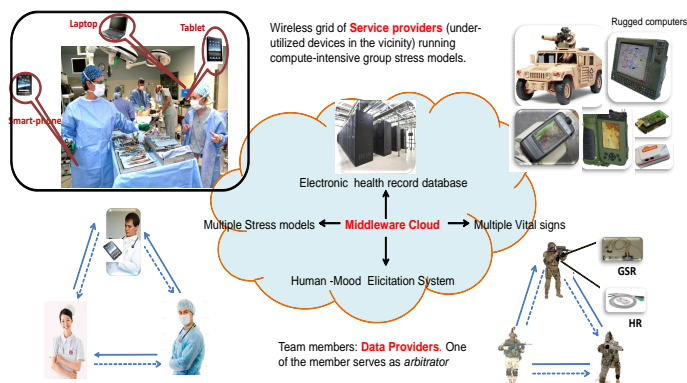 Laptop
Tablet
Smart-phone
Wireless grid of Service providers (under-
utilized devices in the vicinity) running
compute-intensive group stress models.
Rugged computers
Electronic health record database
Multiple Stress models
Middleware Cloud
Multiple Vital signs
Human -Mood Elicitation System
GSR
HR
Team members: Data Providers. One
of the member serves as arbitrator